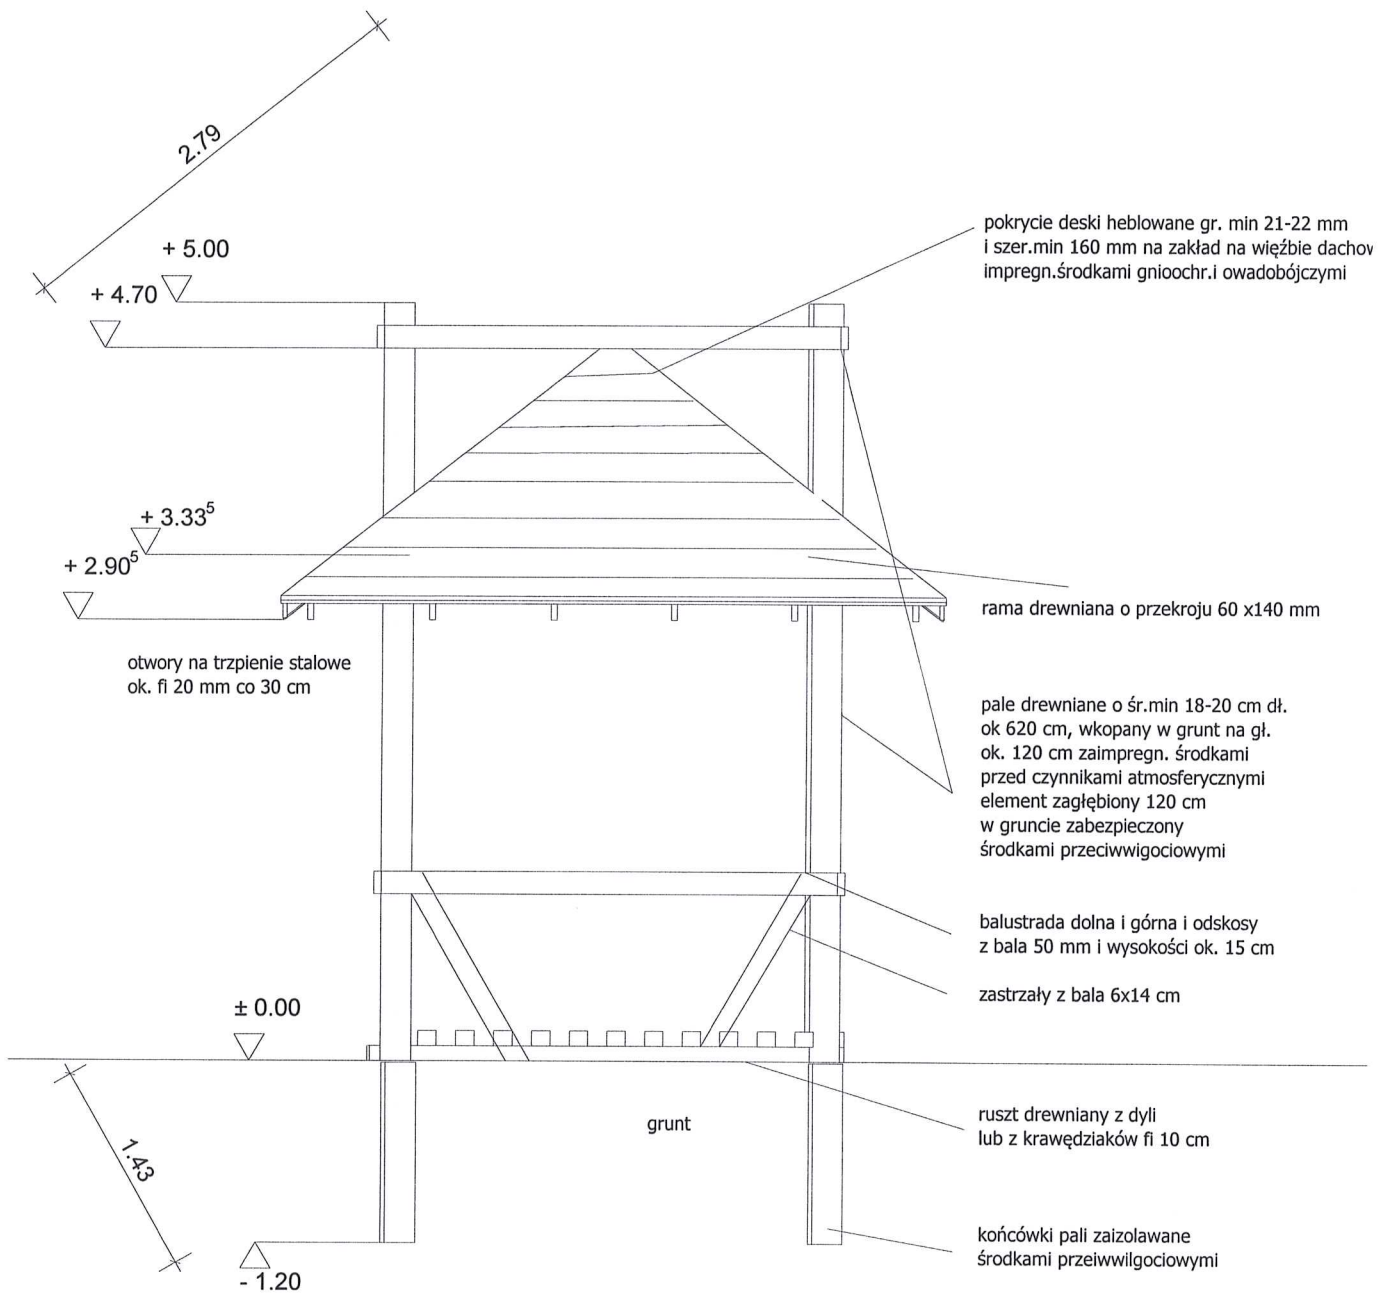 2.79
+ 5.00
+ 4.70
pokrycie deski heblowane gr. min 21-22 mm
i szer.min 160 mm na zakład na więźbie dachow
impregn.środkami gnioochr.i owadobójczymi
+ 3.33⁵
+ 2.90⁵
rama drewniana o przekroju 60 x140 mm
otwory na trzpienie stalowe
ok. fi 20 mm co 30 cm
pale drewniane o śr.min 18-20 cm dł.
ok 620 cm, wkopany w grunt na gł.
ok. 120 cm zaimpregn. środkami
przed czynnikami atmosferycznymi
element zagłębiony 120 cm
w gruncie zabezpieczony
środkami przeciwwigociowymi
balustrada dolna i górna i odskosy
z bala 50 mm i wysokości ok. 15 cm
zastrzały z bala 6x14 cm
± 0.00
1.43
grunt
ruszt drewniany z dyli
lub z krawędziaków fi 10 cm
końcówki pali zaizolawane
środkami przeiwwilgociowymi
- 1.20